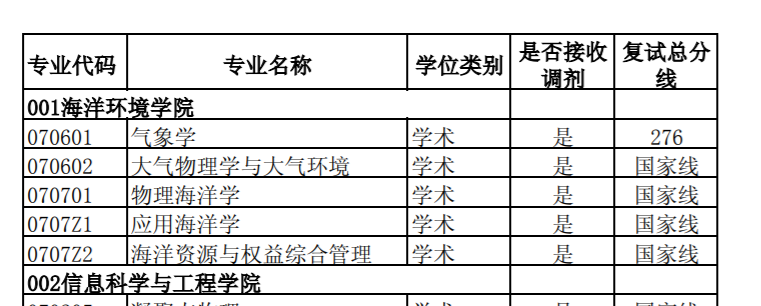 专业代码 专业名称 学位类别 是否接收调剂 复试总分线
001海洋环境学院
070601 气象学 学术 是 276
070602 大气物理学与大气环境 学术 是 国家线
070701 物理海洋学 学术 是 国家线
0707Z1 应用海洋学 学术 是 国家线
0707Z2 海洋资源与权益综合管理 学术 是 国家线
002信息科学与工程学院